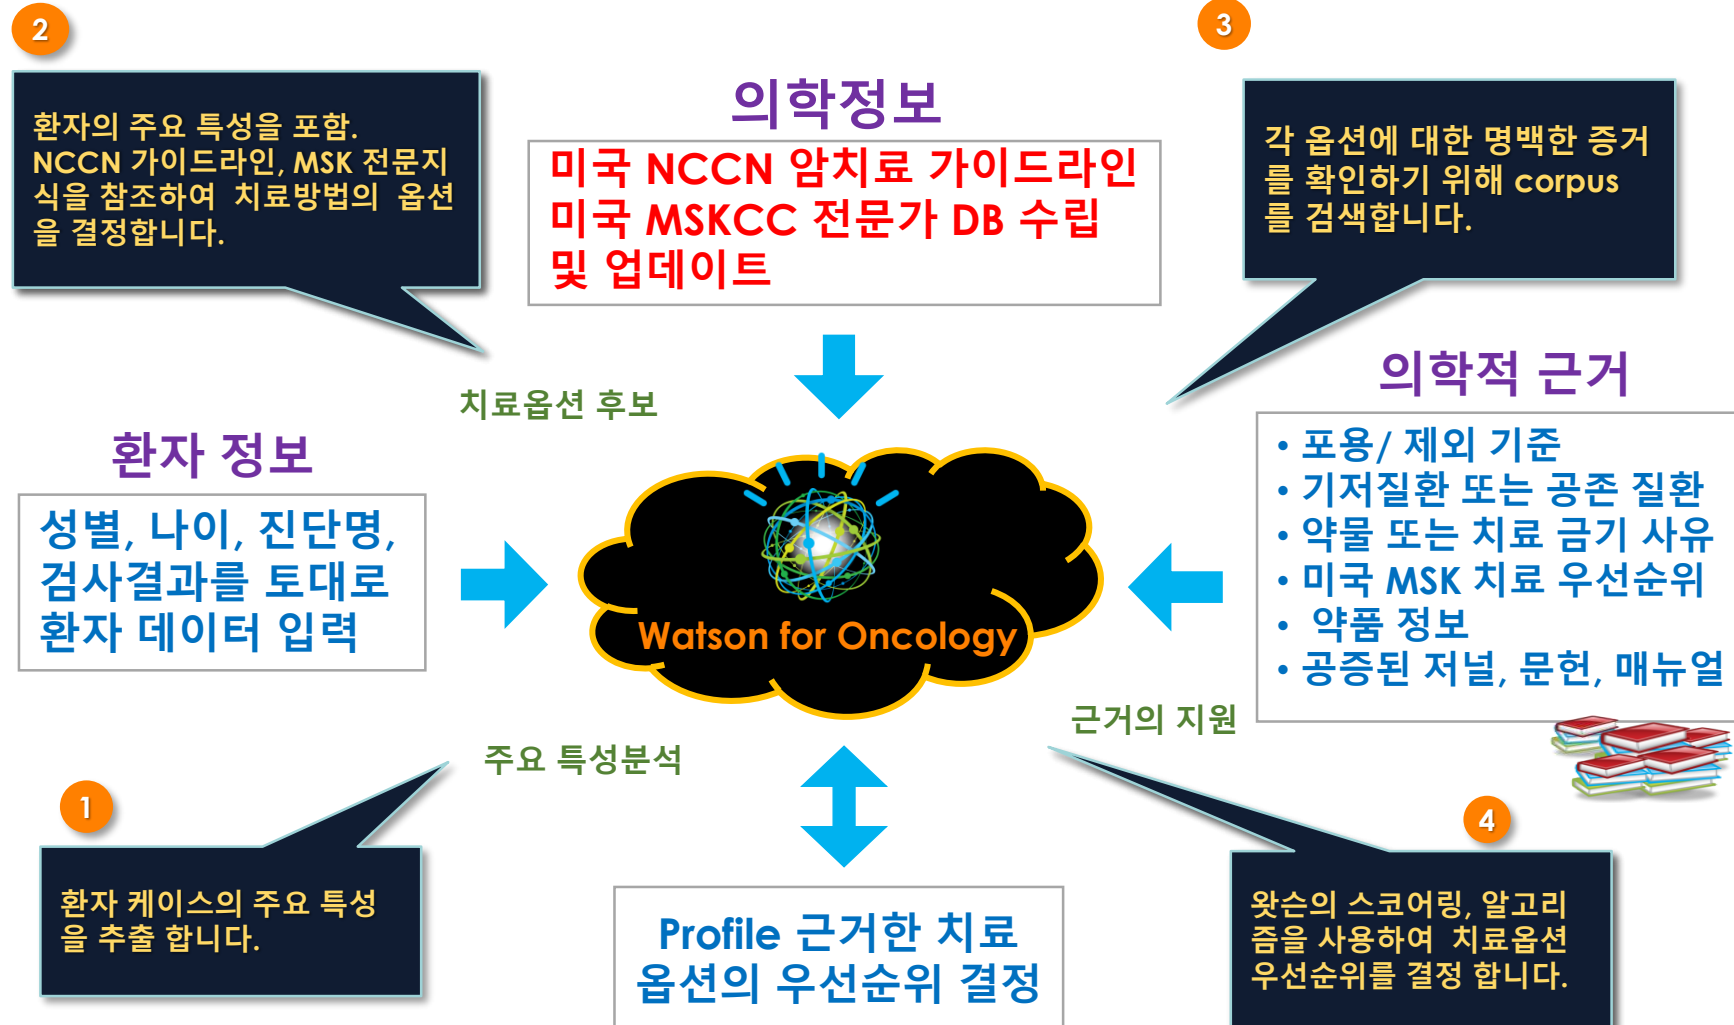 2
환자의 주요 특성을 포함.
NCCN 가이드라인, MSK 전문지
식을 참조하여 치료방법의 옵션
을 결정합니다.
의학정보
미국 NCCN 암치료 가이드라인
미국 MSKCC 전문가 DB 수립
및 업데이트
3
각 옵션에 대한 명백한 증거
를 확인하기 위해 corpus
를 검색합니다.
치료옵션 후보
환자 정보
성별, 나이, 진단명,
검사결과를 토대로
환자 데이터 입력
Watson for Oncology
의학적 근거
• 포용/ 제외 기준
• 기저질환 또는 공존 질환
• 약물 또는 치료 금기 사유
• 미국 MSK 치료 우선순위
• 약품 정보
• 공증된 저널, 문헌, 매뉴얼
근거의 지원
주요 특성분석
1
환자 케이스의 주요 특성
을 추출 합니다.
Profile 근거한 치료
옵션의 우선순위 결정
4
왓슨의 스코어링, 알고리
즘을 사용하여 치료옵션
우선순위를 결정 합니다.